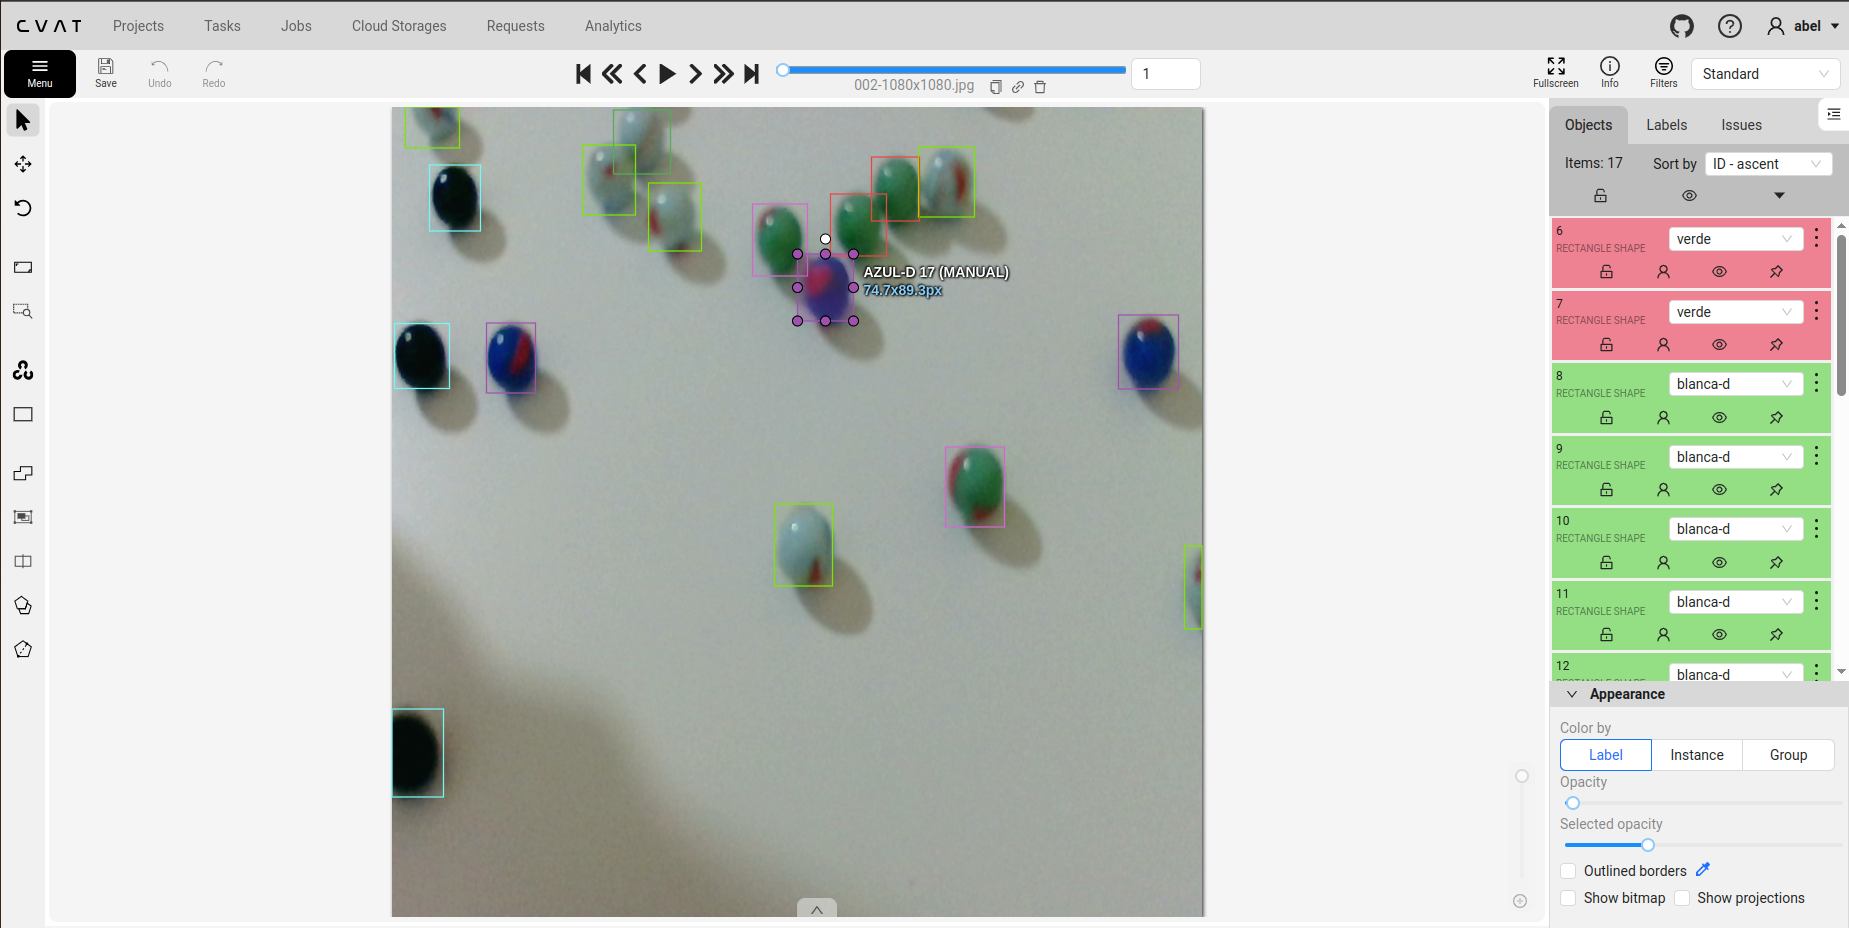 CVAT Projects Tasks Jobs Cloud Storages Requests Analytics abel
Menu Save Undo Redo 1 Fullscreen Info Filters Standard
002-1080x1080.jpg
Objects Labels Issues
Items: 17 Sort by ID - ascent
AZUL-D 17 (MANUAL)
74.7x89.3px
6 verde
RECTANGLE SHAPE
7 verde
RECTANGLE SHAPE
8 blanca-d
RECTANGLE SHAPE
9 blanca-d
RECTANGLE SHAPE
10 blanca-d
RECTANGLE SHAPE
11 blanca-d
RECTANGLE SHAPE
12 blanca-d
RECTANGLE SHAPE
Appearance
Color by
Label Instance Group
Opacity
Selected opacity
Outlined borders
Show bitmap Show projections